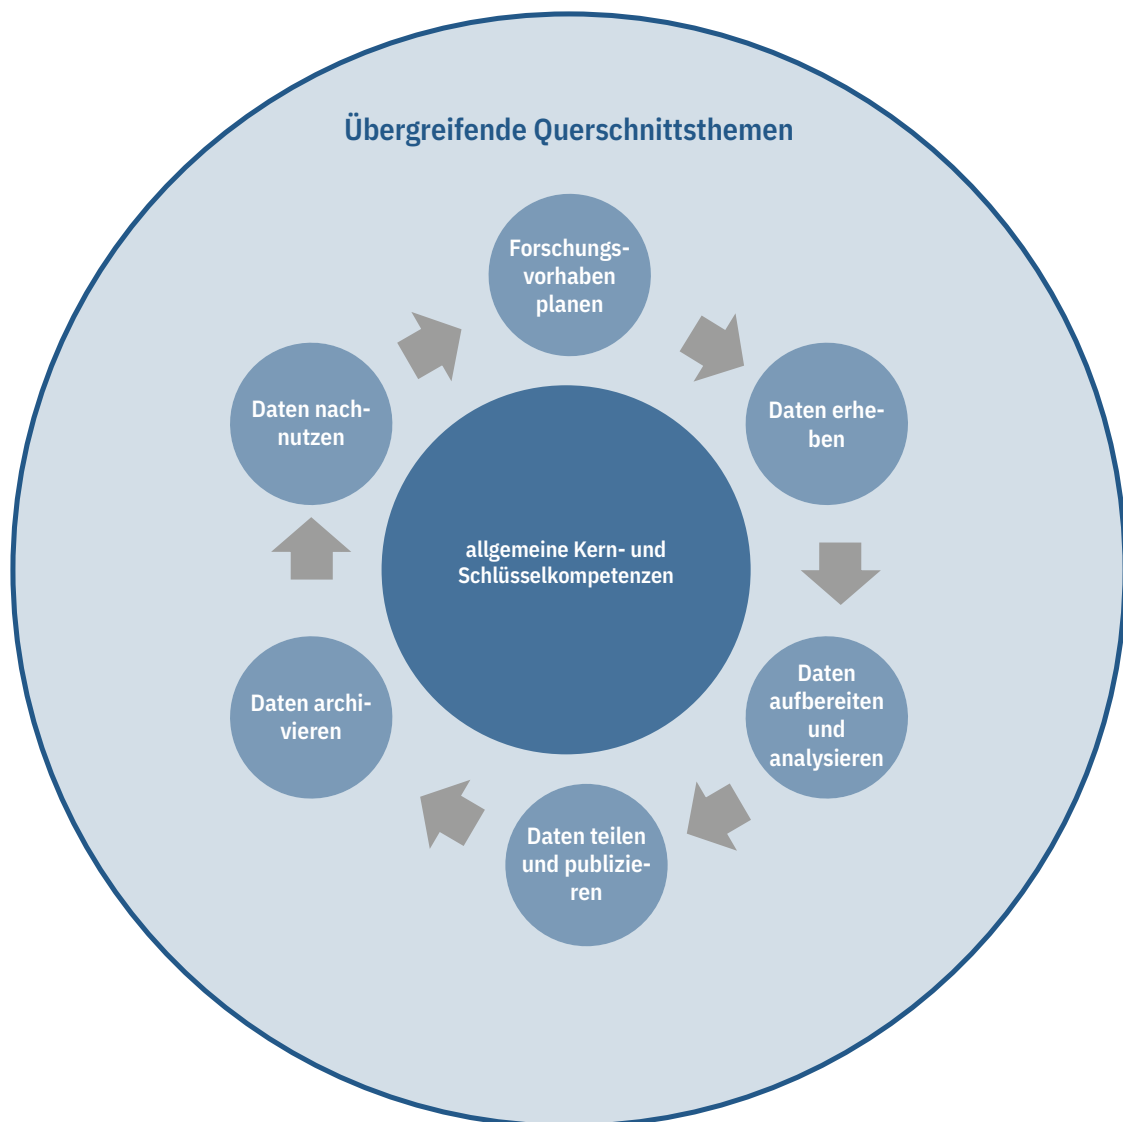 Übergreifende Querschnittsthemen
Forschungs-
vorhaben
planen
Daten nach-
nutzen
Daten erhe-
ben
allgemeine Kern- und
Schlüsselkompetenzen
Daten archi-
vieren
Daten
aufbereiten
und
analysieren
Daten teilen
und publizie-
ren